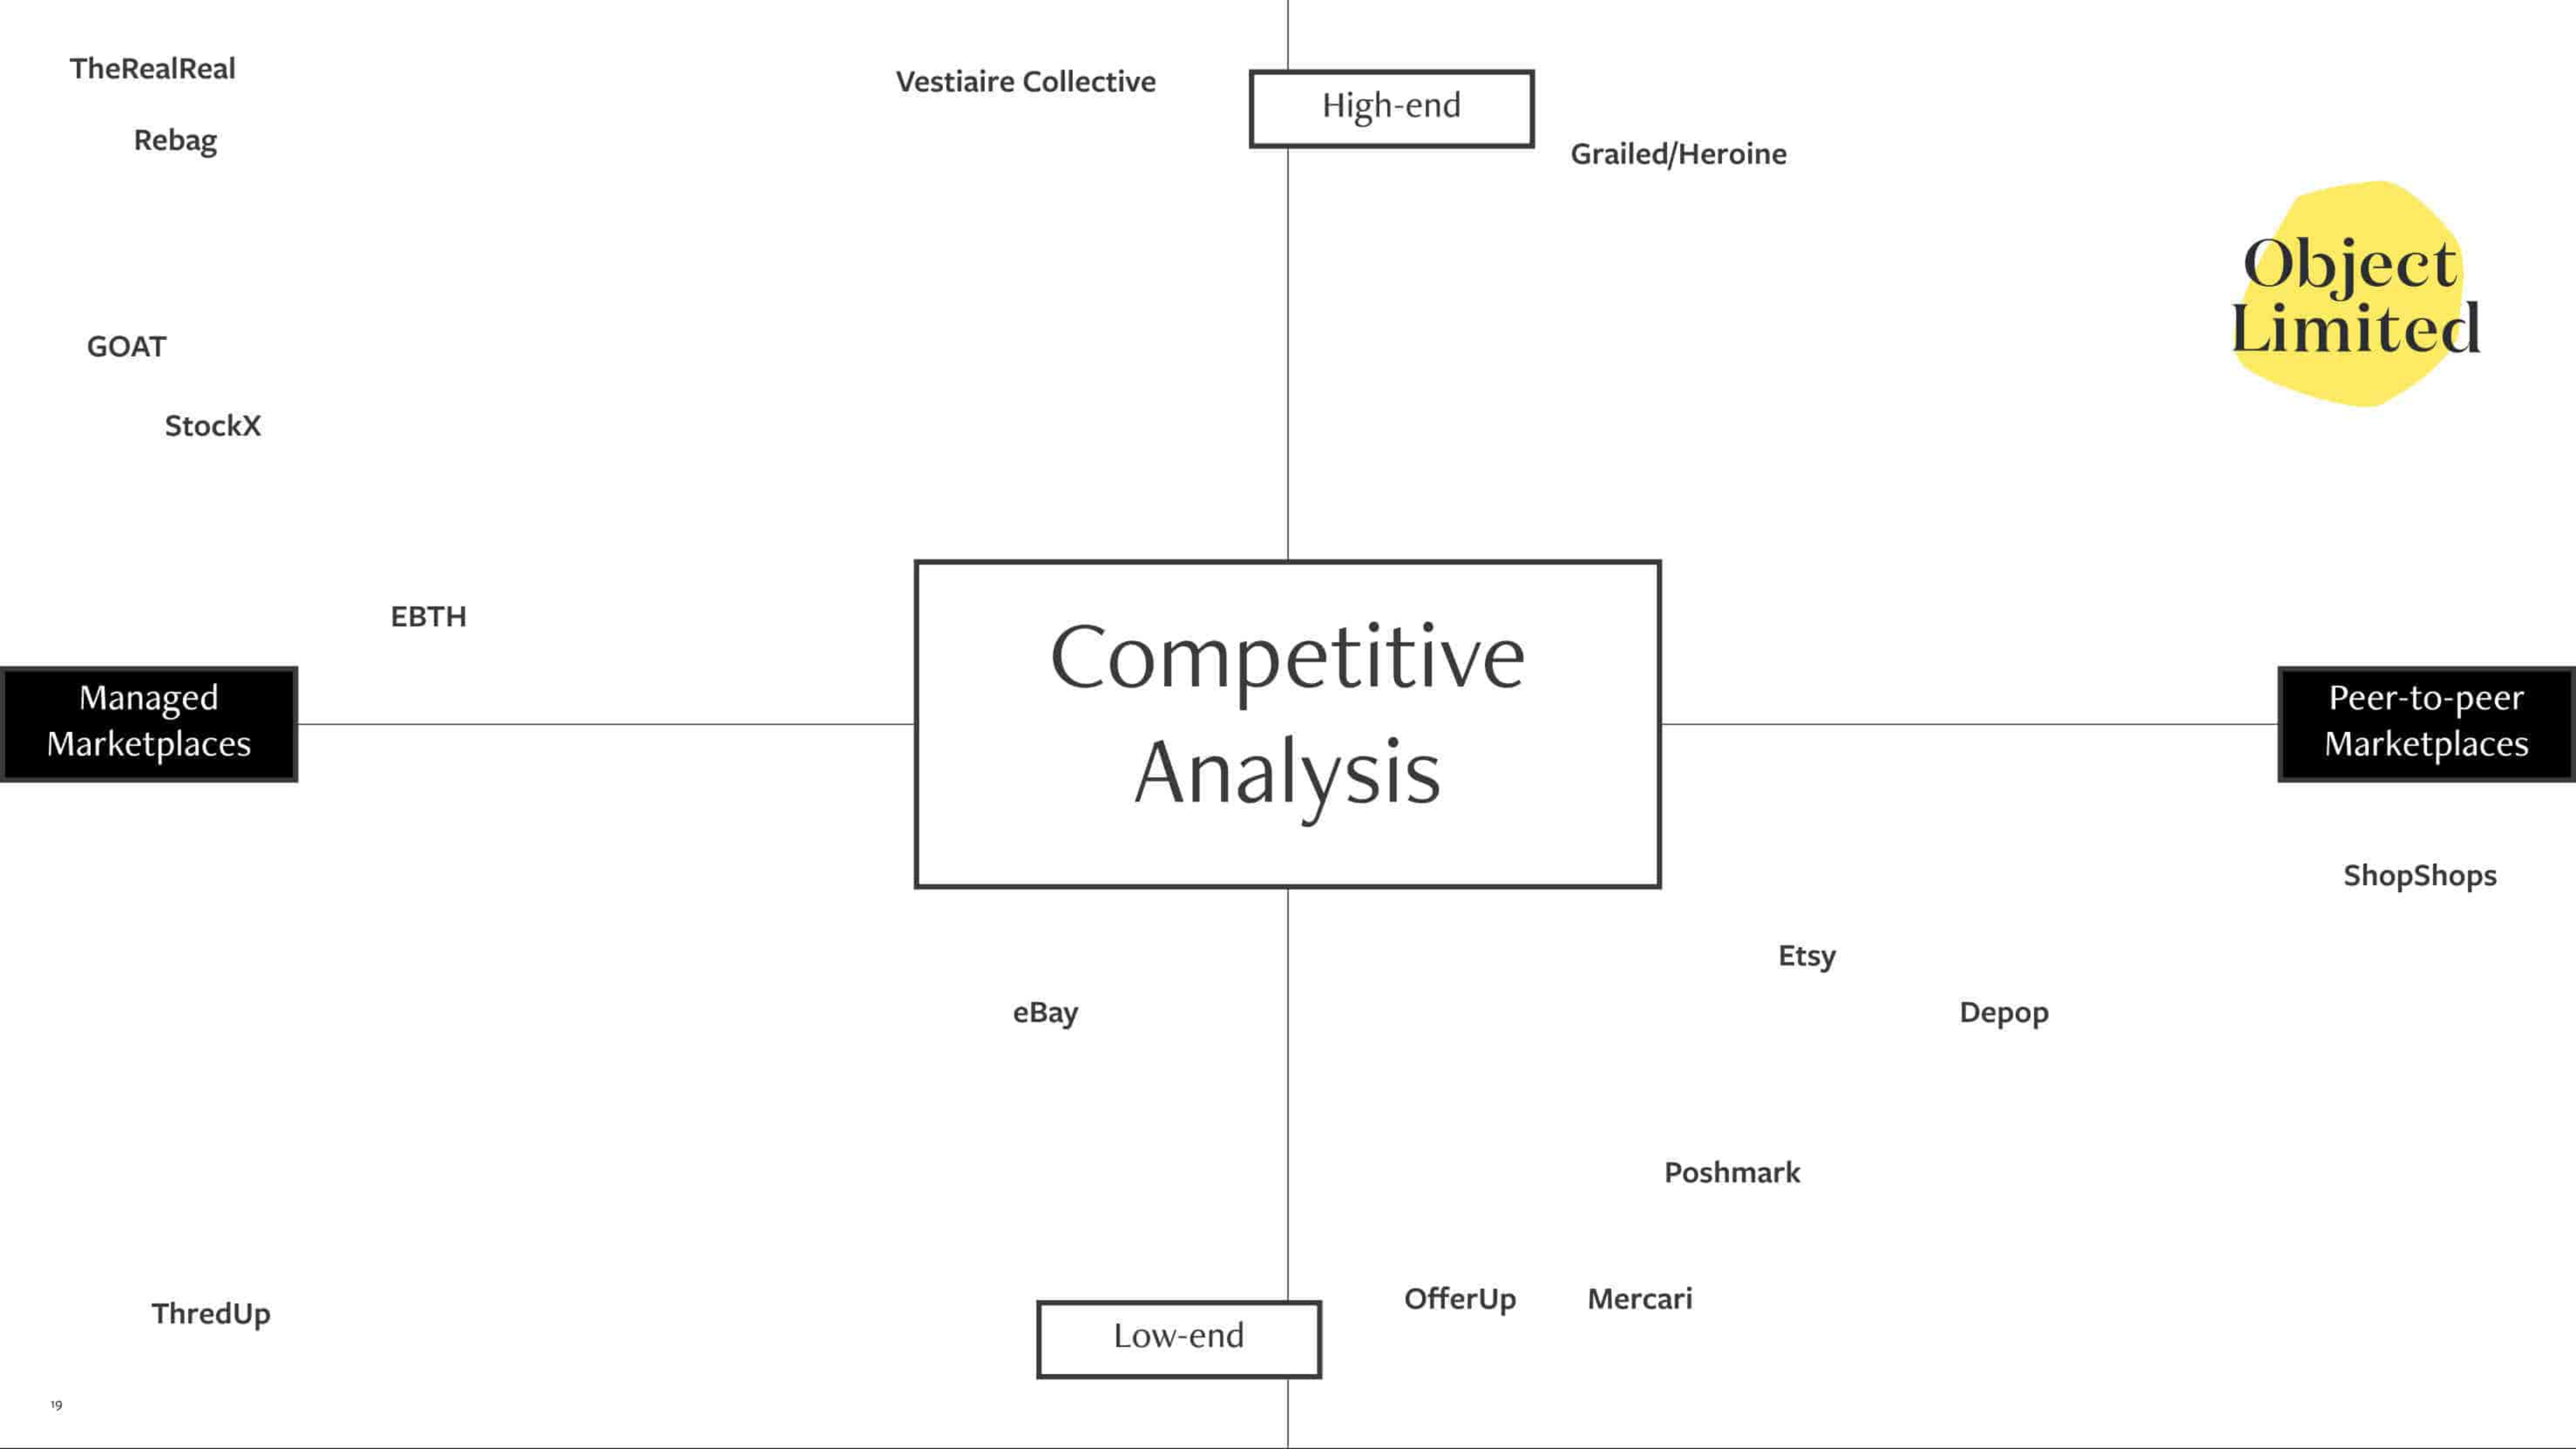 TheRealReal
Vestiaire Collective
High-end
Rebag
Grailed/Heroine
Object
Limited
GOAT
StockX
EBTH
Managed
Marketplaces
Competitive
Analysis
Peer-to-peer
Marketplaces
ShopShops
Etsy
eBay
Depop
Poshmark
OfferUp
Mercari
ThredUp
Low-end
19